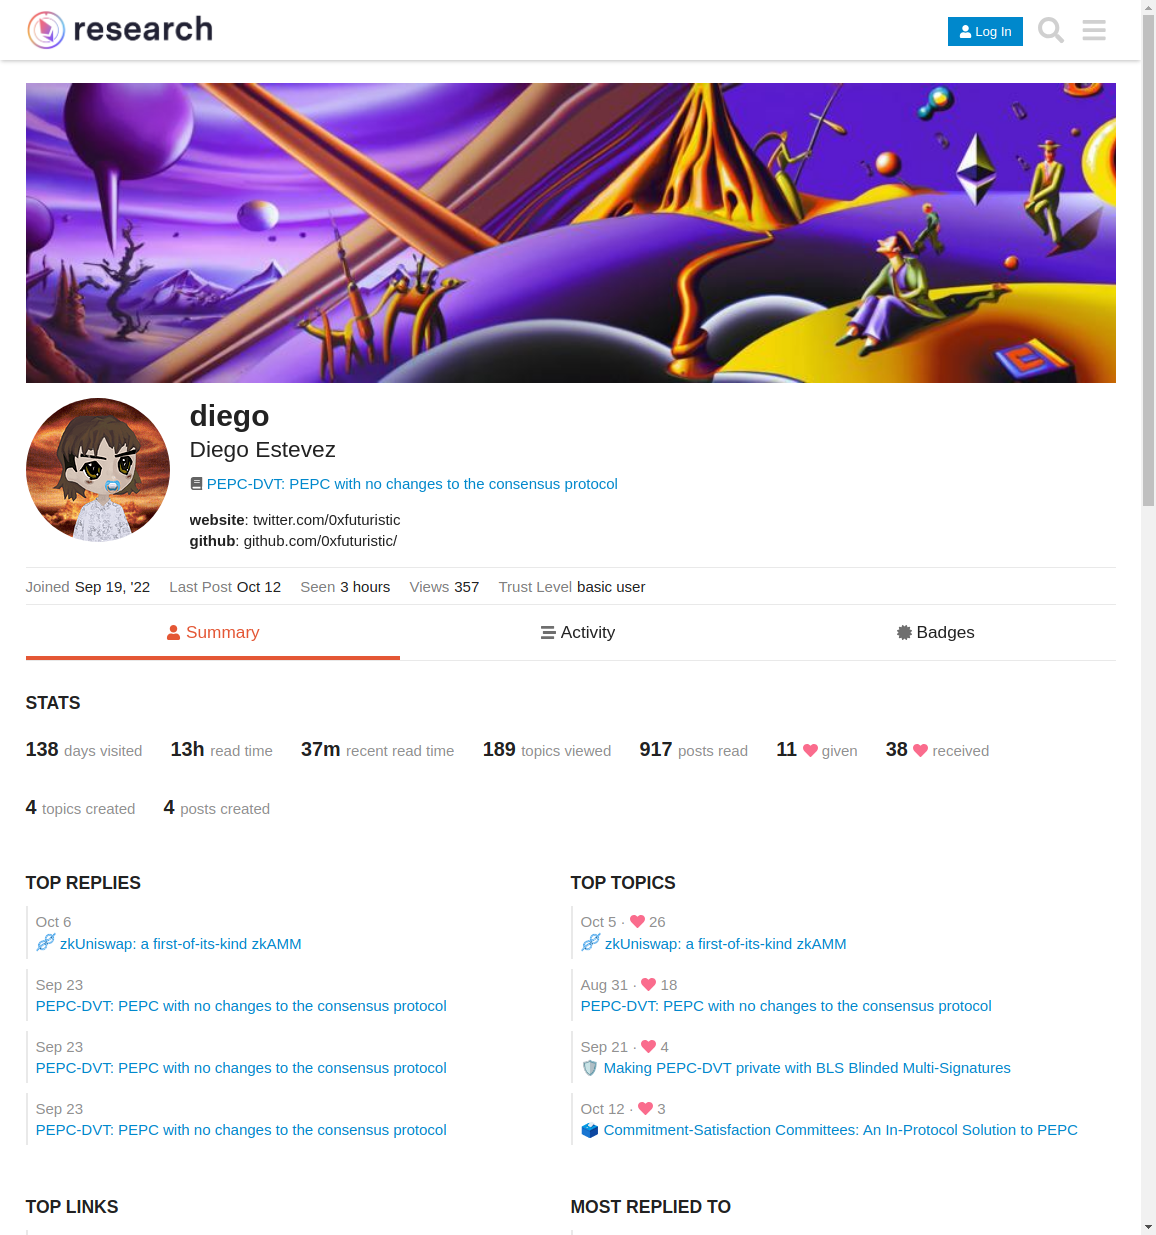 research
Log In
diego
Diego Estevez
PEPC-DVT: PEPC with no changes to the consensus protocol
website: twitter.com/0xfuturistic
github: github.com/0xfuturistic/
Joined Sep 19, '22 Last Post Oct 12 Seen 3 hours Views 357 Trust Level basic user
Summary Activity Badges
STATS
138 days visited 13h read time 37m recent read time 189 topics viewed 917 posts read 11 given 38 received
4 topics created 4 posts created
TOP REPLIES
Oct 6
zkUniswap: a first-of-its-kind zkAMM
Sep 23
PEPC-DVT: PEPC with no changes to the consensus protocol
Sep 23
PEPC-DVT: PEPC with no changes to the consensus protocol
Sep 23
PEPC-DVT: PEPC with no changes to the consensus protocol
TOP TOPICS
Oct 5 · 26
zkUniswap: a first-of-its-kind zkAMM
Aug 31 · 18
PEPC-DVT: PEPC with no changes to the consensus protocol
Sep 21 · 4
Making PEPC-DVT private with BLS Blinded Multi-Signatures
Oct 12 · 3
Commitment-Satisfaction Committees: An In-Protocol Solution to PEPC
TOP LINKS
MOST REPLIED TO